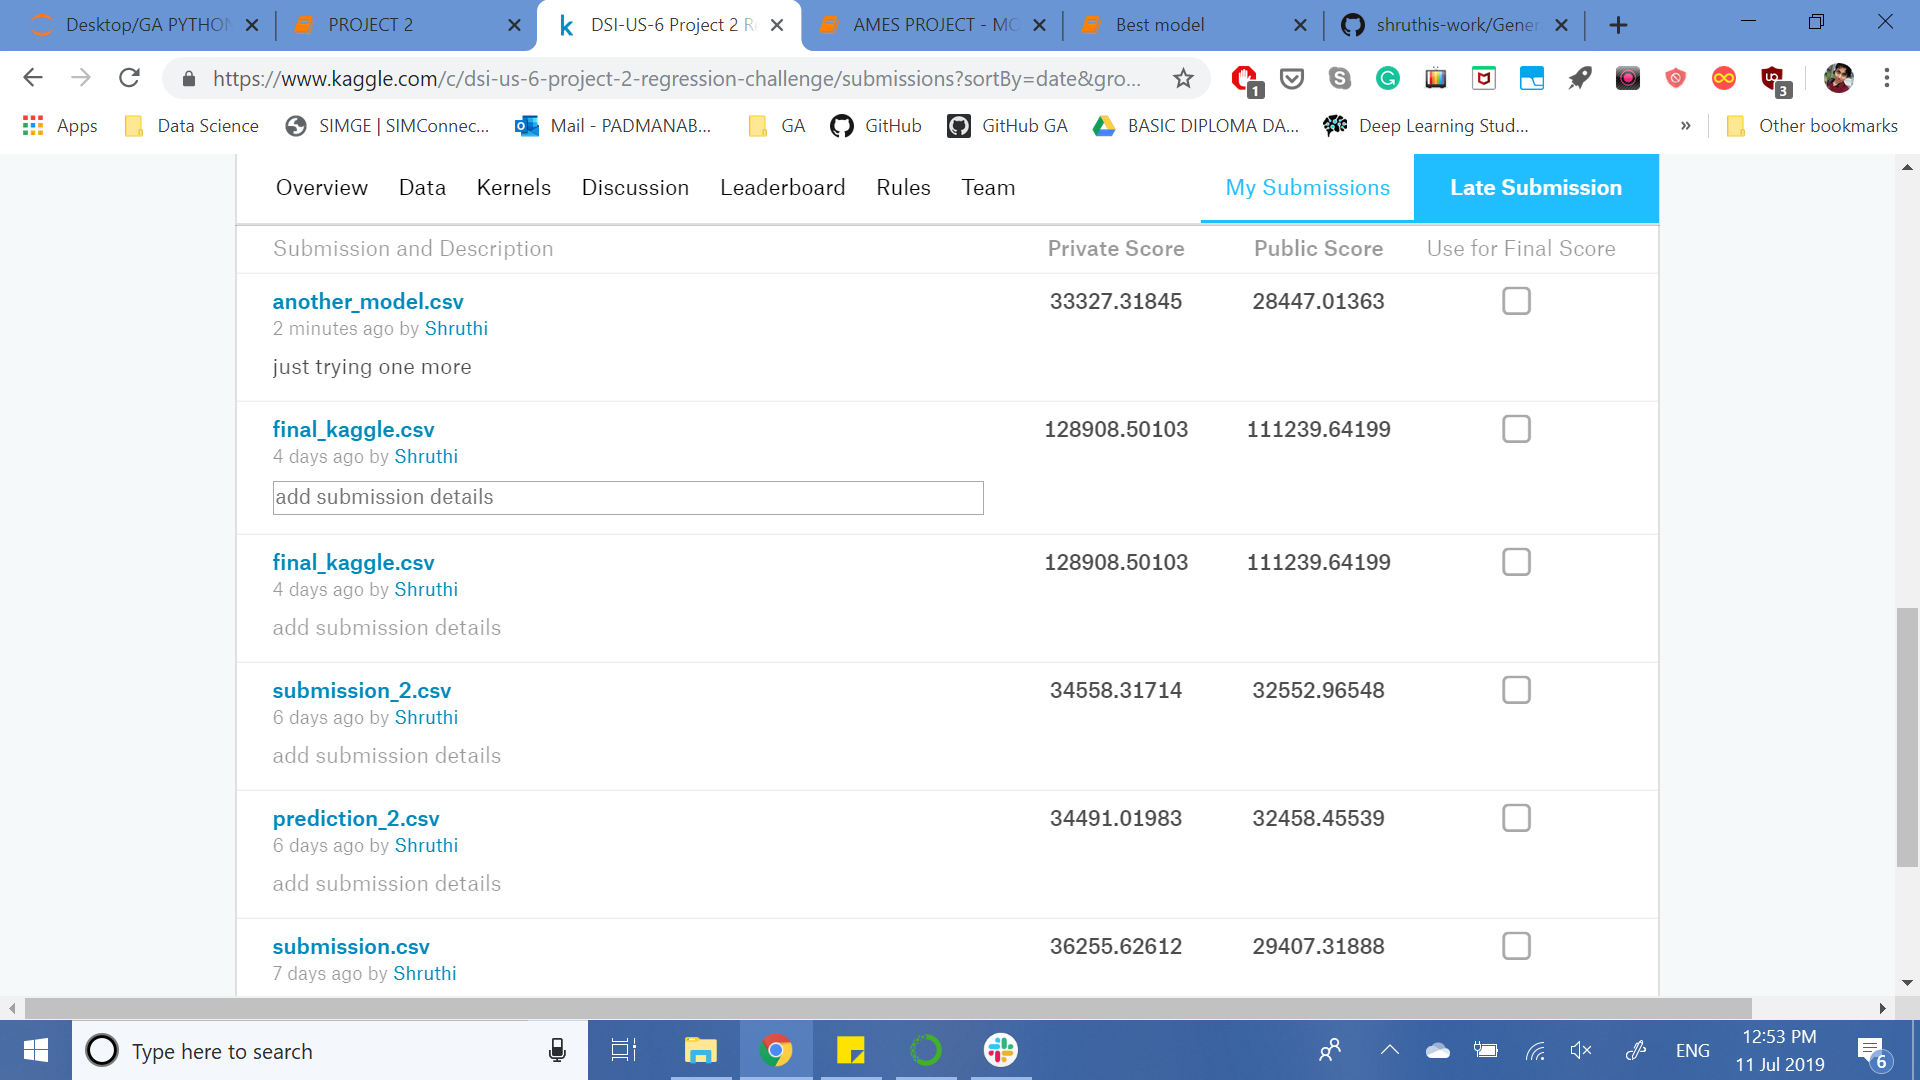 Desktop/GA PYTHON
PROJECT 2
DSI-US-6 Project 2 Re
AMES PROJECT - MO
Best model
shruthis-work/Gener
https://www.kaggle.com/c/dsi-us-6-project-2-regression-challenge/submissions?sortBy=date&gro...
1
3
Apps
Data Science
SIMGE | SIMConnec...
Mail - PADMANAB...
GA
GitHub
GitHub GA
BASIC DIPLOMA DA...
Deep Learning Stud...
»
Other bookmarks
Overview Data Kernels Discussion Leaderboard Rules Team My Submissions Late Submission
Submission and Description Private Score Public Score Use for Final Score
another_model.csv 33327.31845 28447.01363
2 minutes ago by Shruthi
just trying one more
final_kaggle.csv 128908.50103 111239.64199
4 days ago by Shruthi
add submission details
final_kaggle.csv 128908.50103 111239.64199
4 days ago by Shruthi
add submission details
submission_2.csv 34558.31714 32552.96548
6 days ago by Shruthi
add submission details
prediction_2.csv 34491.01983 32458.45539
6 days ago by Shruthi
add submission details
submission.csv 36255.62612 29407.31888
7 days ago by Shruthi
Type here to search
ENG
12:53 PM
11 Jul 2019
6